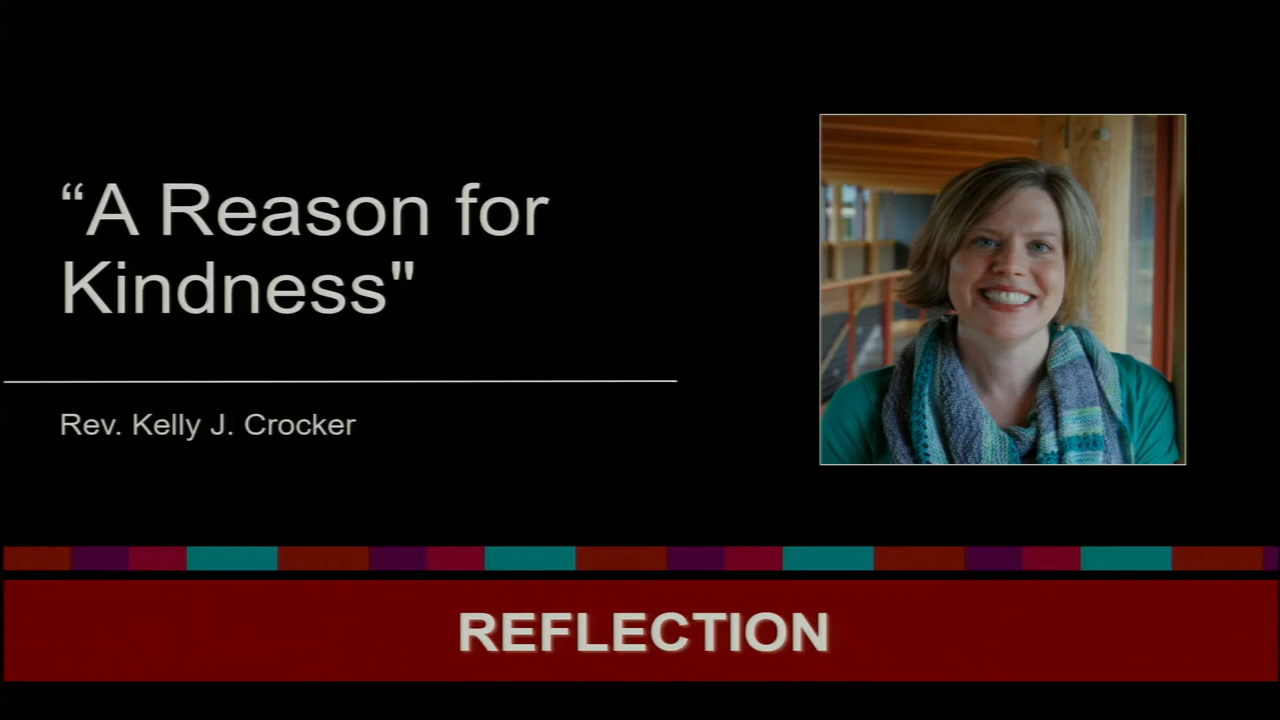 “A Reason for
Kindness"
Rev. Kelly J. Crocker
REFLECTION